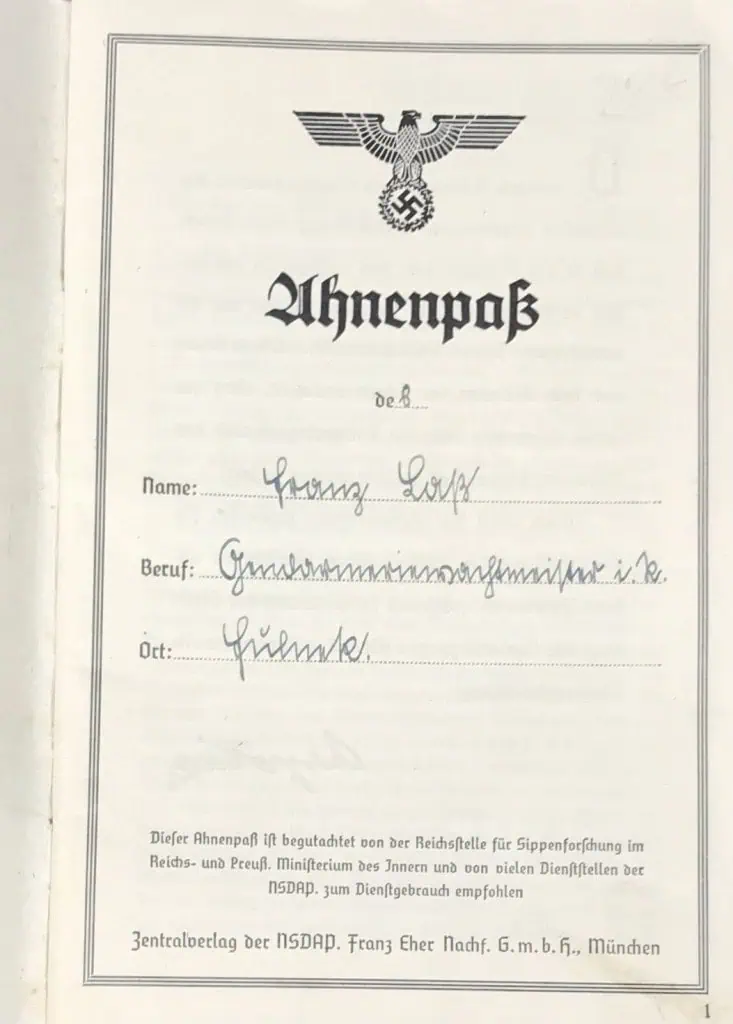 Ahnenpaß
des
Name: Franz Laß
Beruf: Gendarmeriewachtmeister i. R.
Ort: Fulnek.
Dieser Ahnenpaß ist begutachtet von der Reichsstelle für Sippenforschung im
Reichs- und Preuß. Ministerium des Innern und von vielen Dienststellen der
NSDAP. zum Dienstgebrauch empfohlen
Zentralverlag der NSDAP. Franz Eher Nachf. G.m.b.H., München
1